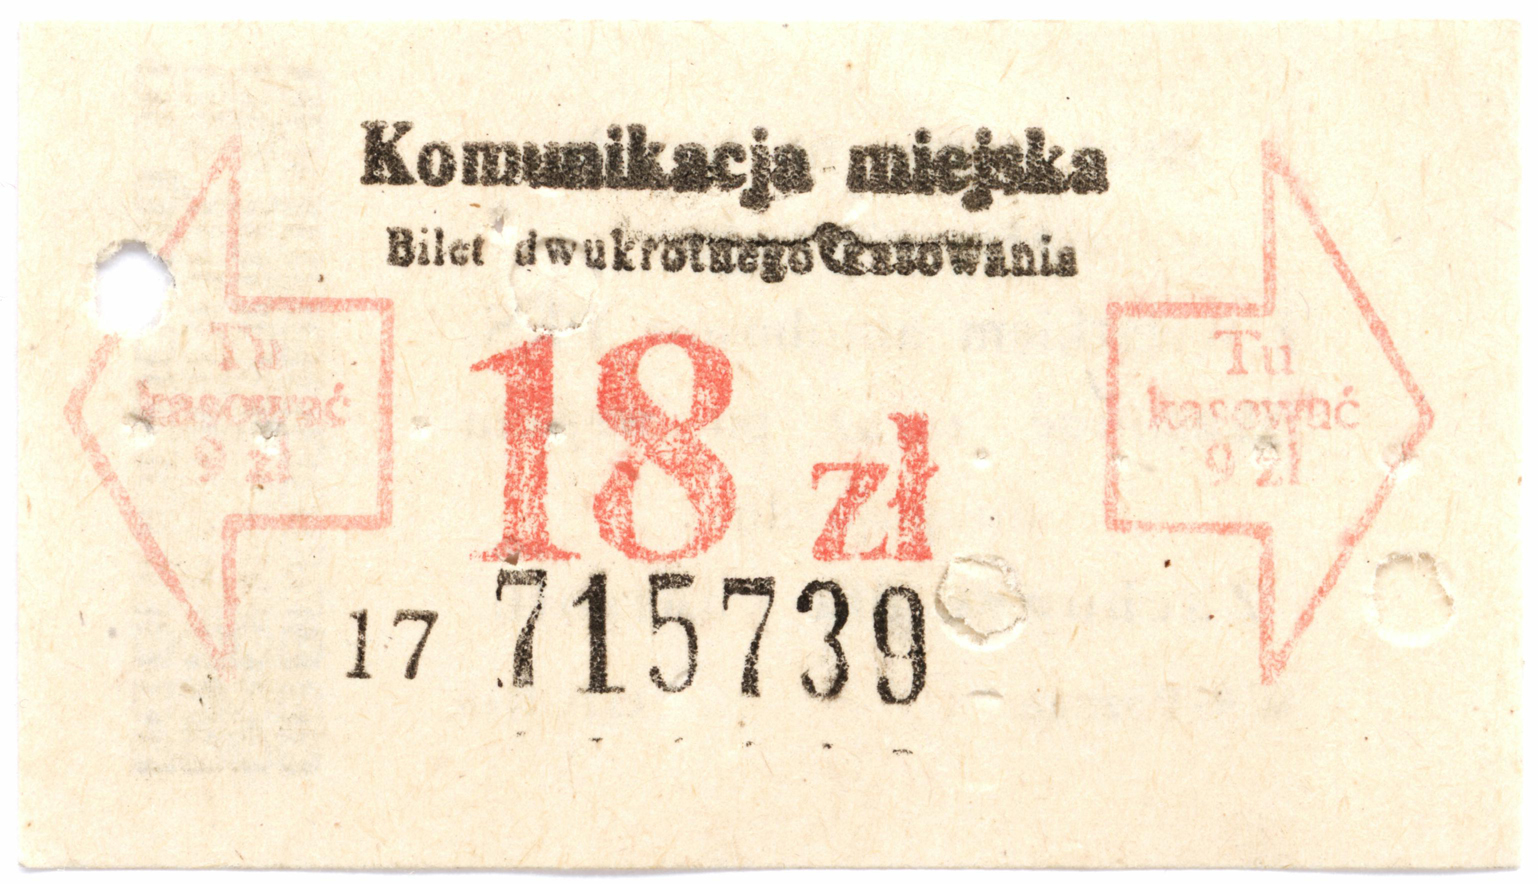 Komunikacja miejska
Bilet dwukrotnego kasowania
Tu
kasować
9 zł
18 zł
Tu
kasować
9 zł
17 715739